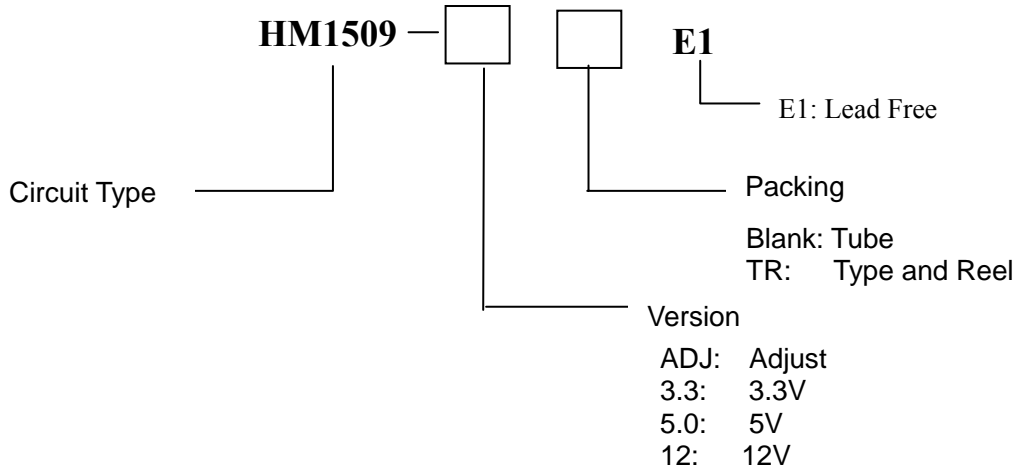 HM1509 — E1
E1: Lead Free
Circuit Type
Packing
Blank: Tube
TR: Type and Reel
Version
ADJ: Adjust
3.3: 3.3V
5.0: 5V
12: 12V